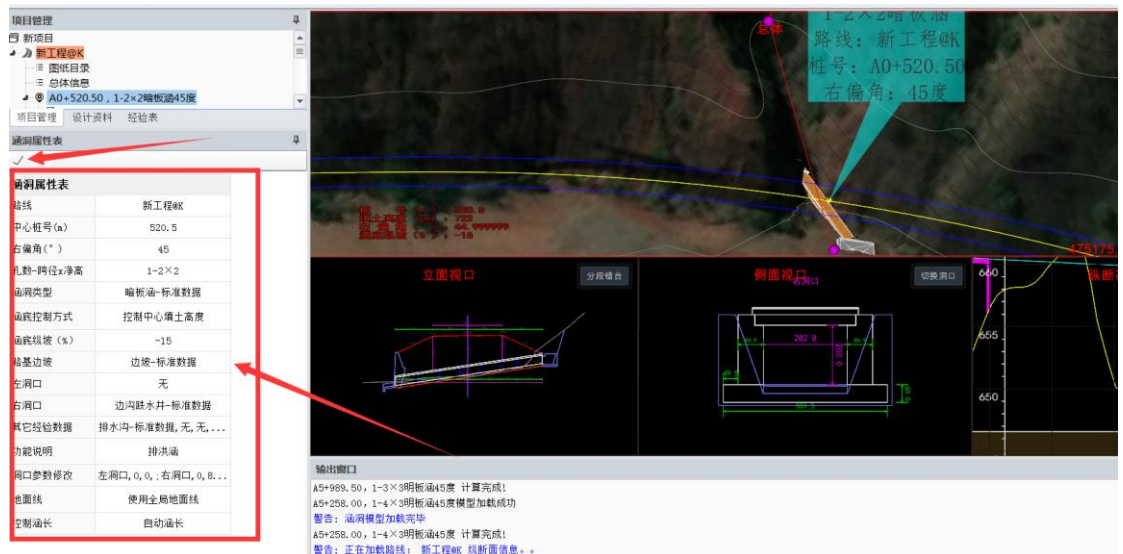 项目管理
新项目
新工程@K
图纸目录
总体信息
A0+520.50，1-2×2暗板涵45度
项目管理 设计资料 经验表
涵洞属性表
涵洞属性表
路线 新工程@K
中心桩号(m) 520.5
右偏角(°) 45
孔数-跨径x净高 1-2×2
涵洞类型 暗板涵-标准数据
涵底控制方式 控制中心填土高度
涵底纵坡（%） -15
路基边坡 边坡-标准数据
左洞口 无
右洞口 边沟跌水井-标准数据
其它经验数据 排水沟-标准数据,无,无,...
功能说明 排洪涵
洞口参数修改 左洞口,0,0,;右洞口,0,8...
地面线 使用全局地面线
控制涵长 自动涵长
总体
1-2×2暗板涵
路线：新工程@K
桩号：A0+520.50
右偏角：45度
475175
立面视口
分段错台
侧面视口
右洞口
切换洞口
282.8
200.0
660
655
650
纵断
输出窗口
A5+989.50，1-3×3明板涵45度 计算完成!
A5+258.00，1-4×3明板涵45度模型加载成功
警告：涵洞模型加载完毕
A5+258.00，1-4×3明板涵45度 计算完成!
警告：正在加载路线： 新工程@K 纵断面信息。。